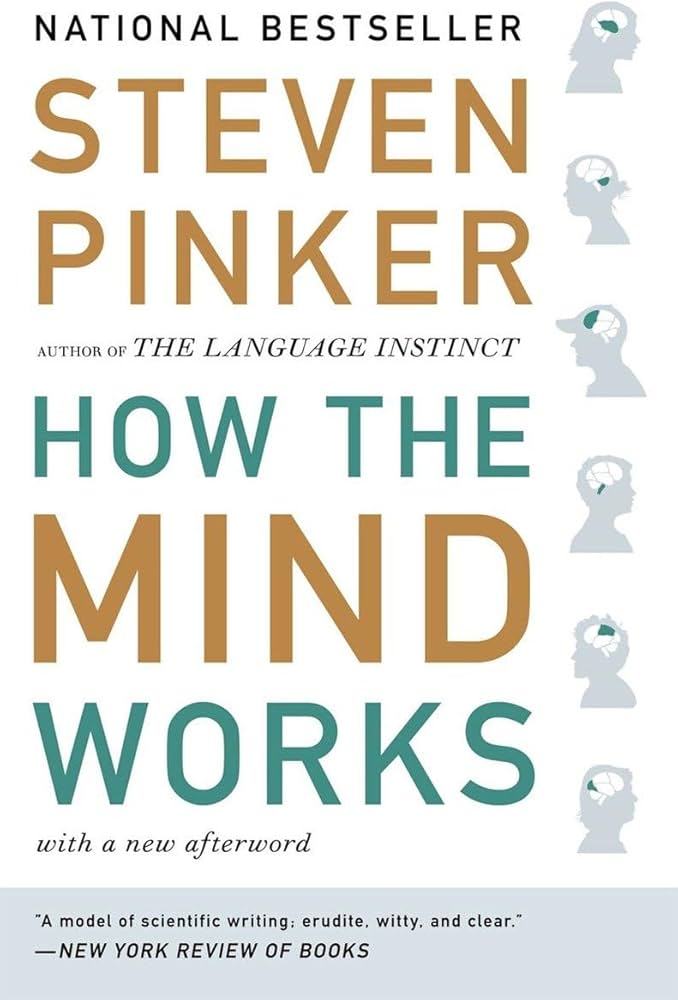 NATIONAL BESTSELLER
STEVEN
PINKER
AUTHOR OF THE LANGUAGE INSTINCT
HOW THE
MIND
WORKS
with a new afterword
"A model of scientific writing; erudite, witty, and clear."
—NEW YORK REVIEW OF BOOKS